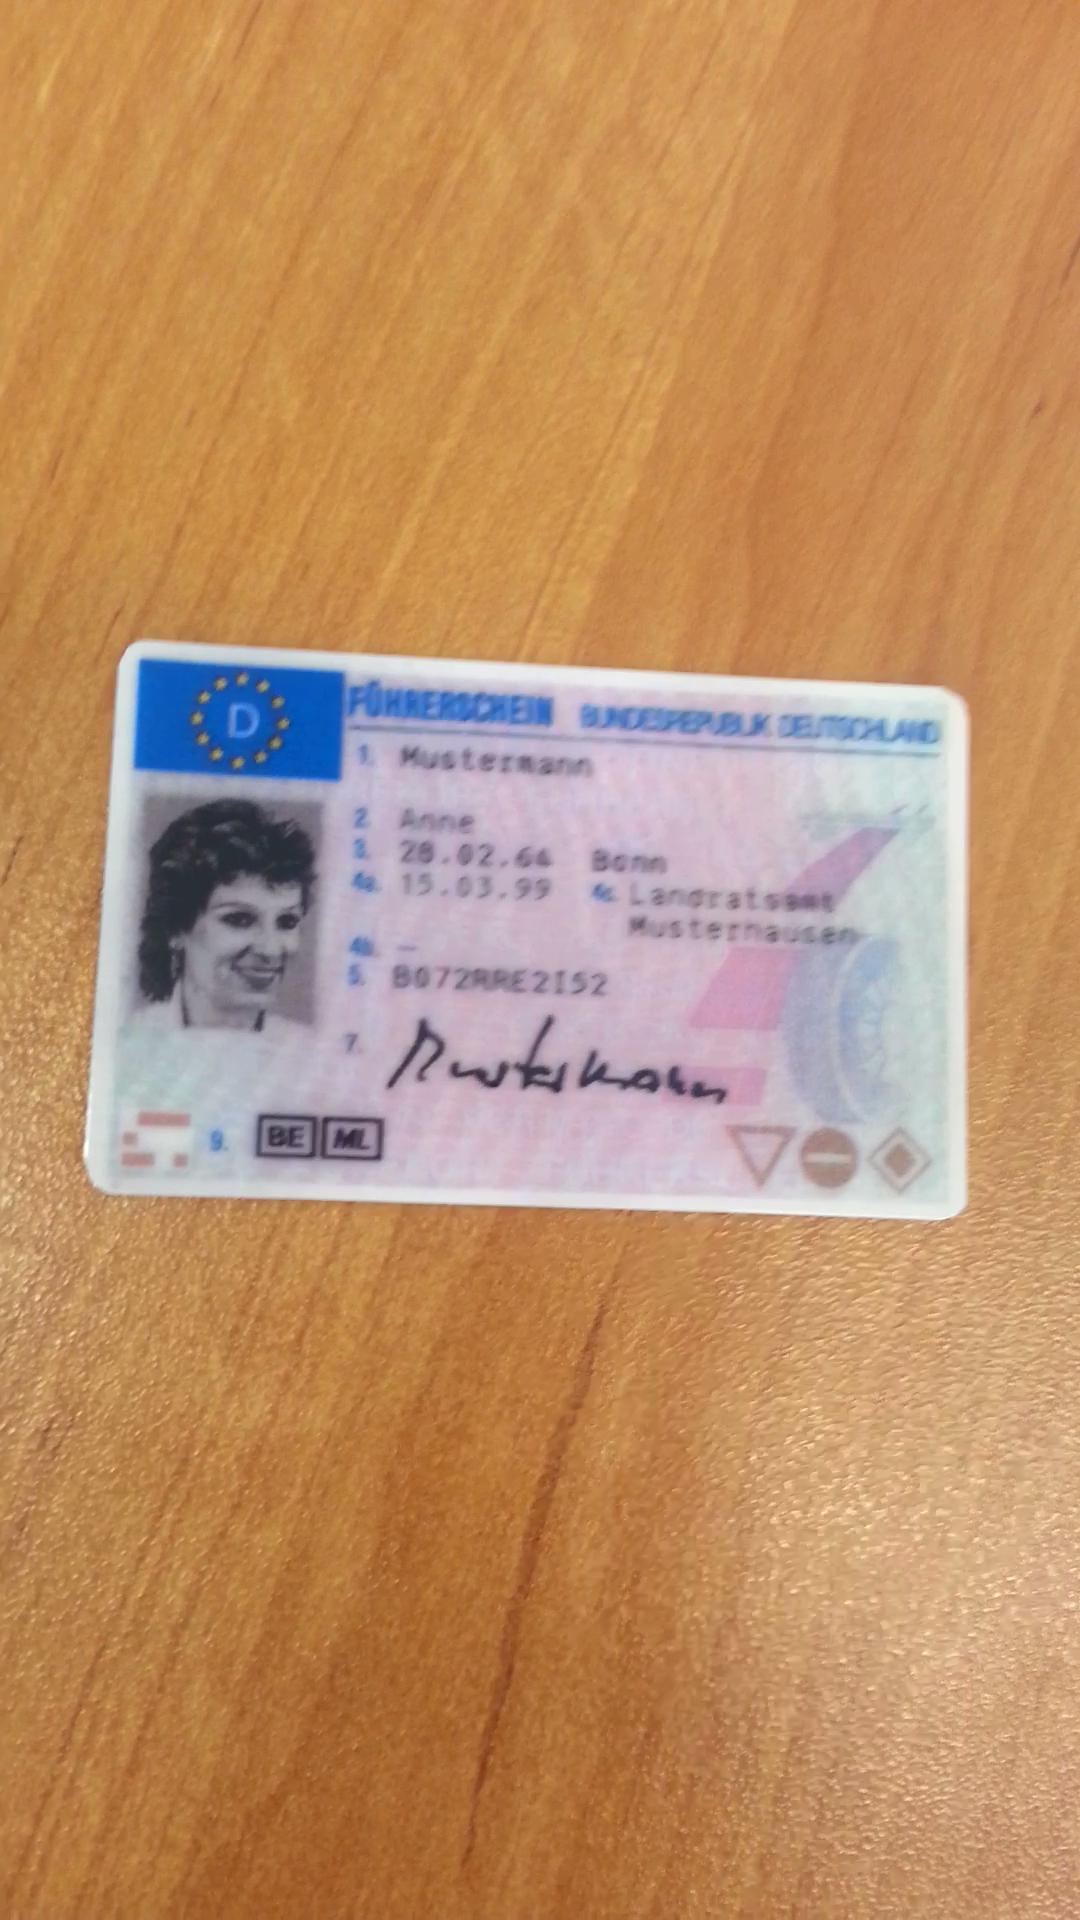 D
FÜHRERSCHEIN BUNDESREPUBLIK DEUTSCHLAND
1. Mustermann
2. Anne
3. 28.02.64 Bonn
4a. 15.03.99 4c. Landratsamt
Musterhausen
4b. —
5. B072RRE2I52
7. Mustermann
9. BE ML